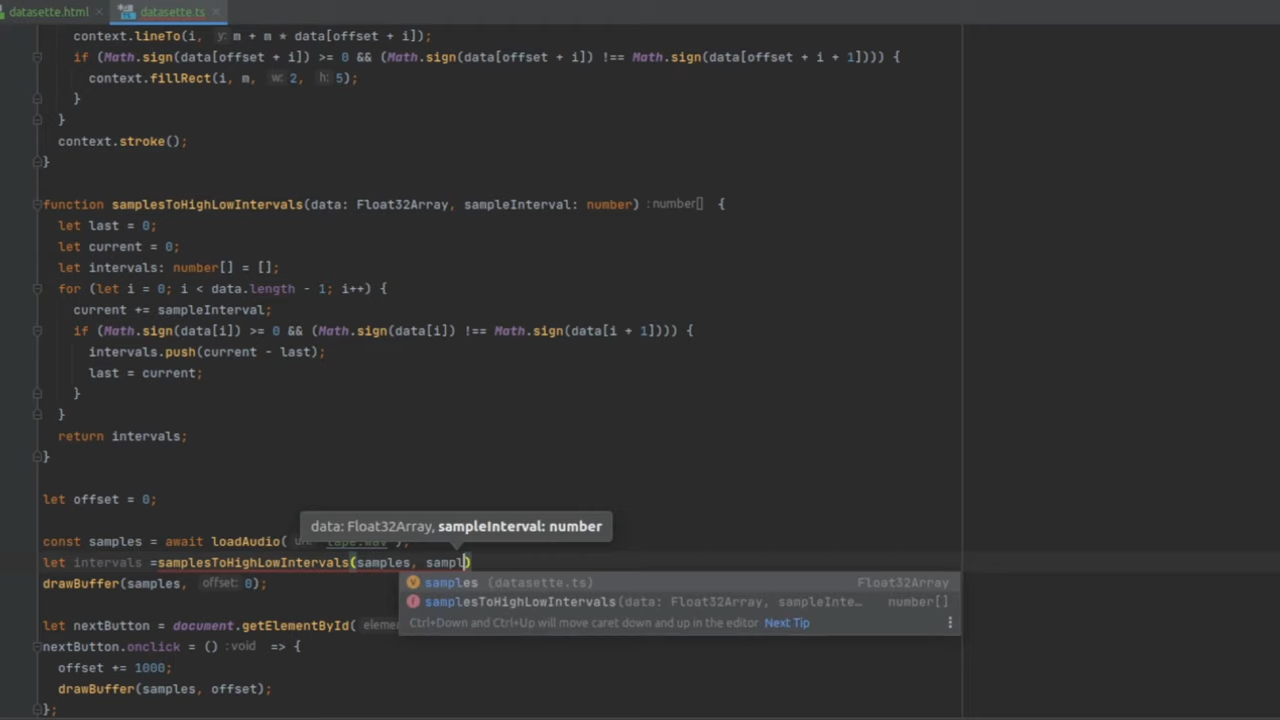 datasette.html × datasette.ts ×
context.lineTo(i, y: m + m * data[offset + i]);
if (Math.sign(data[offset + i]) >= 0 && (Math.sign(data[offset + i]) !== Math.sign(data[offset + i + 1]))) {
context.fillRect(i, m, w: 2, h: 5);
}
}
context.stroke();
}
function samplesToHighLowIntervals(data: Float32Array, sampleInterval: number) :number[] {
let last = 0;
let current = 0;
let intervals: number[] = [];
for (let i = 0; i < data.length - 1; i++) {
current += sampleInterval;
if (Math.sign(data[i]) >= 0 && (Math.sign(data[i]) !== Math.sign(data[i + 1]))) {
intervals.push(current - last);
last = current;
}
}
return intervals;
}
let offset = 0;
data: Float32Array, sampleInterval: number
const samples = await loadAudio( "tape.wav" );
let intervals =samplesToHighLowIntervals(samples, sampl)
drawBuffer(samples, offset: 0);
samples (datasette.ts) Float32Array
samplesToHighLowIntervals(data: Float32Array, sampleInte… number[]
Ctrl+Down and Ctrl+Up will move caret down and up in the editor Next Tip
let nextButton = document.getElementById(
nextButton.onclick = () :void => {
offset += 1000;
drawBuffer(samples, offset);
};